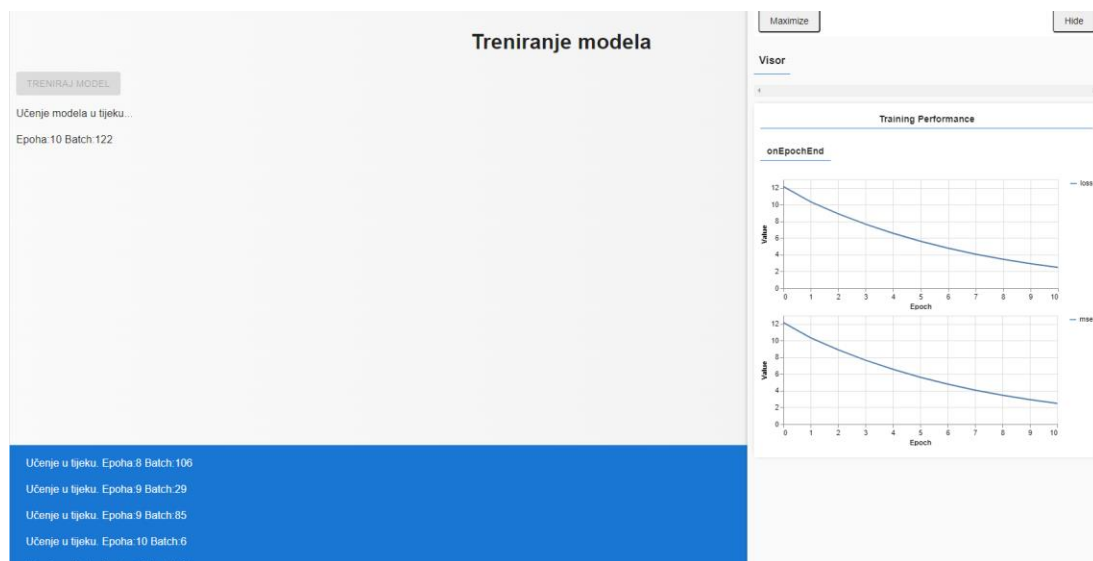 Treniranje modela
TRENIRAJ MODEL
Učenje modela u tijeku...
Epoha:10 Batch:122
Učenje u tijeku. Epoha:8 Batch:106
Učenje u tijeku. Epoha:9 Batch:29
Učenje u tijeku. Epoha:9 Batch:85
Učenje u tijeku. Epoha:10 Batch:6
Maximize
Hide
Visor
Training Performance
onEpochEnd
12
10
8
6
4
2
0
Value
0 1 2 3 4 5 6 7 8 9 10
Epoch
loss
12
10
8
6
4
2
0
Value
0 1 2 3 4 5 6 7 8 9 10
Epoch
mse